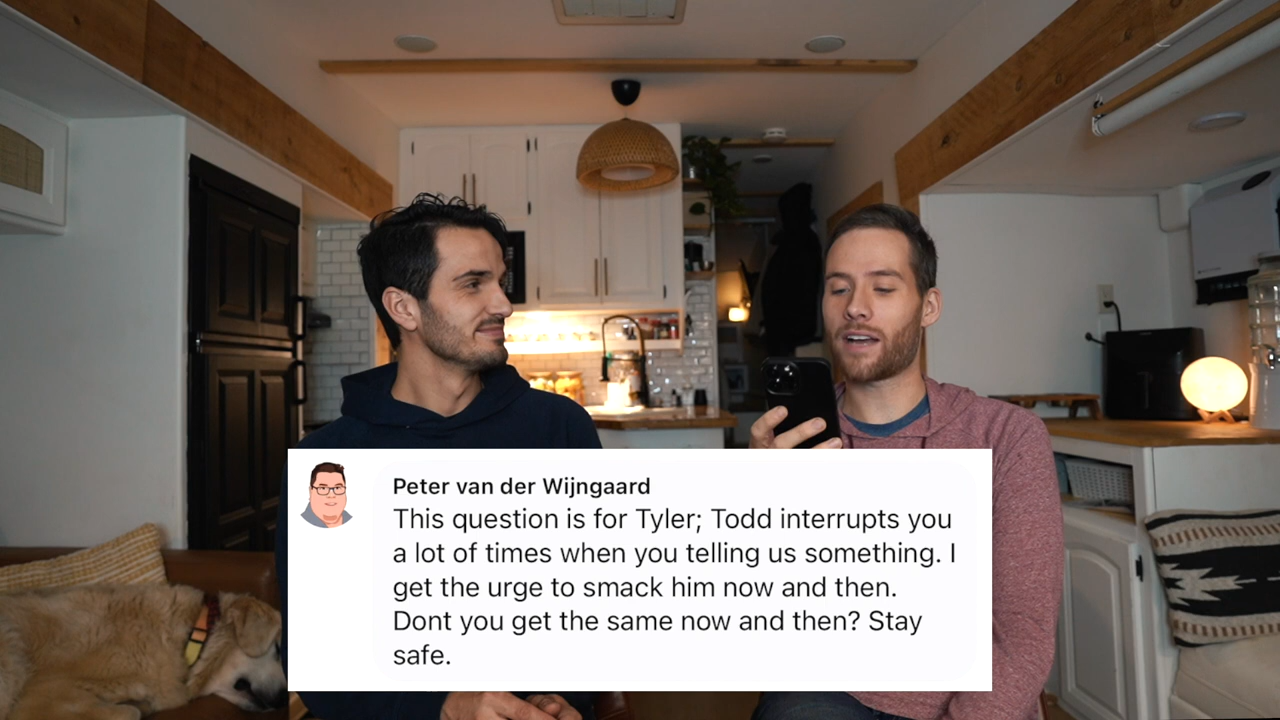 Peter van der Wijngaard
This question is for Tyler; Todd interrupts you
a lot of times when you telling us something. I
get the urge to smack him now and then.
Dont you get the same now and then? Stay
safe.